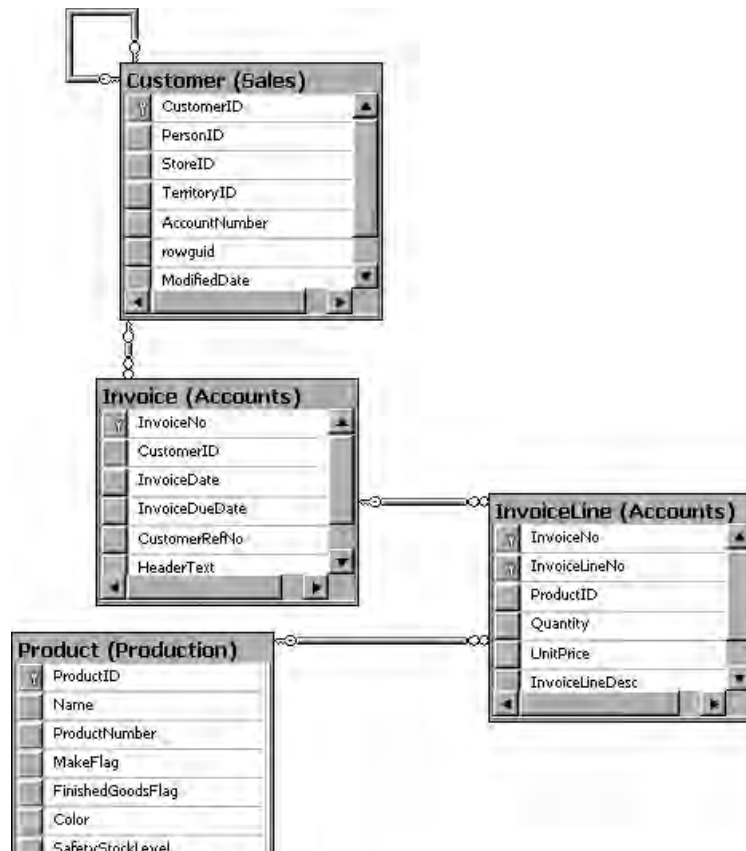 Customer (Sales)
CustomerID
PersonID
StoreID
TerritoryID
AccountNumber
rowguid
ModifiedDate
Invoice (Accounts)
InvoiceNo
CustomerID
InvoiceDate
InvoiceDueDate
CustomerRefNo
HeaderText
InvoiceLine (Accounts)
InvoiceNo
InvoiceLineNo
ProductID
Quantity
UnitPrice
InvoiceLineDesc
Product (Production)
ProductID
Name
ProductNumber
MakeFlag
FinishedGoodsFlag
Color
SafetyStockLevel